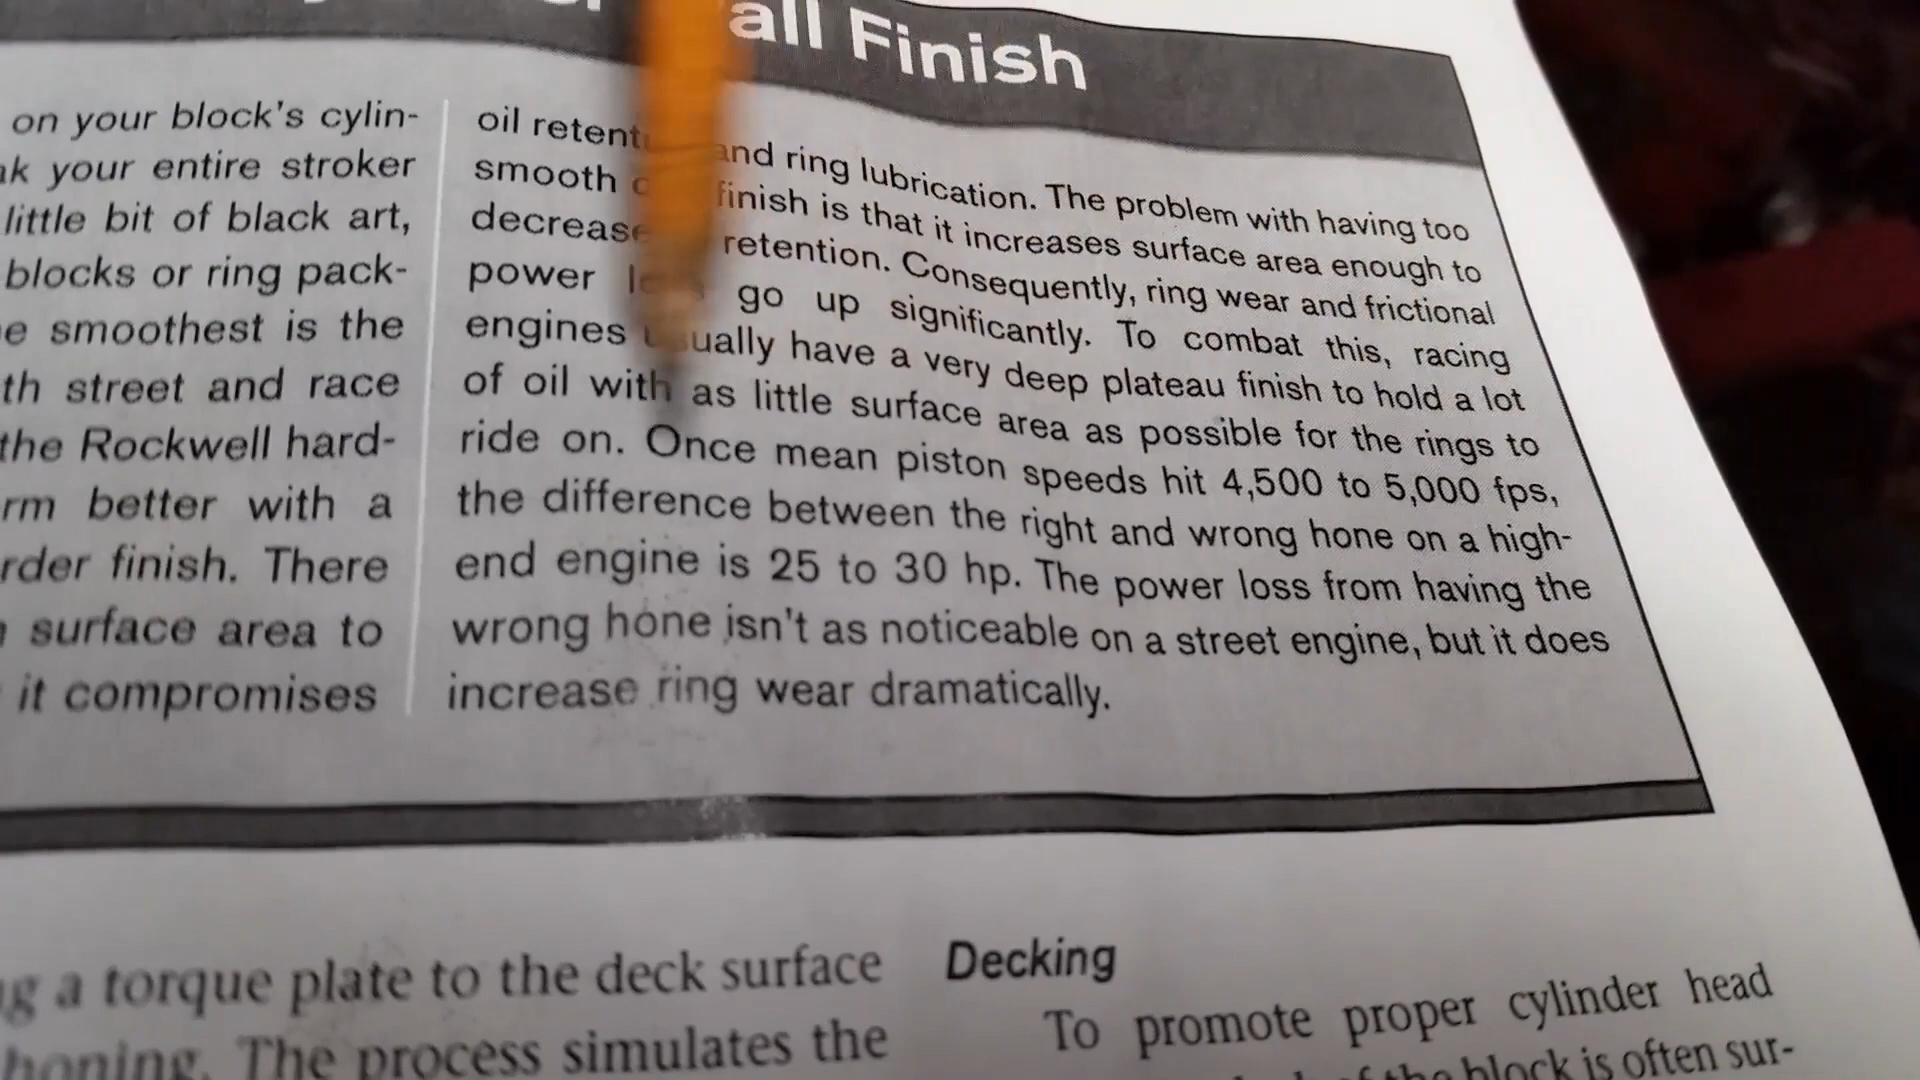 all Finish
on your block's cylin-
your entire stroker
little bit of black art,
blocks or ring pack-
smoothest is the
street and race
the Rockwell hard-
better with a
finish. There
surface area to
it compromises
oil and ring lubrication. The problem with having too
smooth finish is that it increases surface area enough to
retention. Consequently, ring wear and frictional
power go up significantly. To combat this, racing
engines usually have a very deep plateau finish to hold a lot
of oil with as little surface area as possible for the rings to
ride on. Once mean piston speeds hit 4,500 to 5,000 fps,
the difference between the right and wrong hone on a high-
end engine is 25 to 30 hp. The power loss from having the
wrong hone isn't as noticeable on a street engine, but it does
increase ring wear dramatically.
a torque plate to the deck surface
honing. The process simulates the
Decking
To promote proper cylinder head
of the block is often sur-